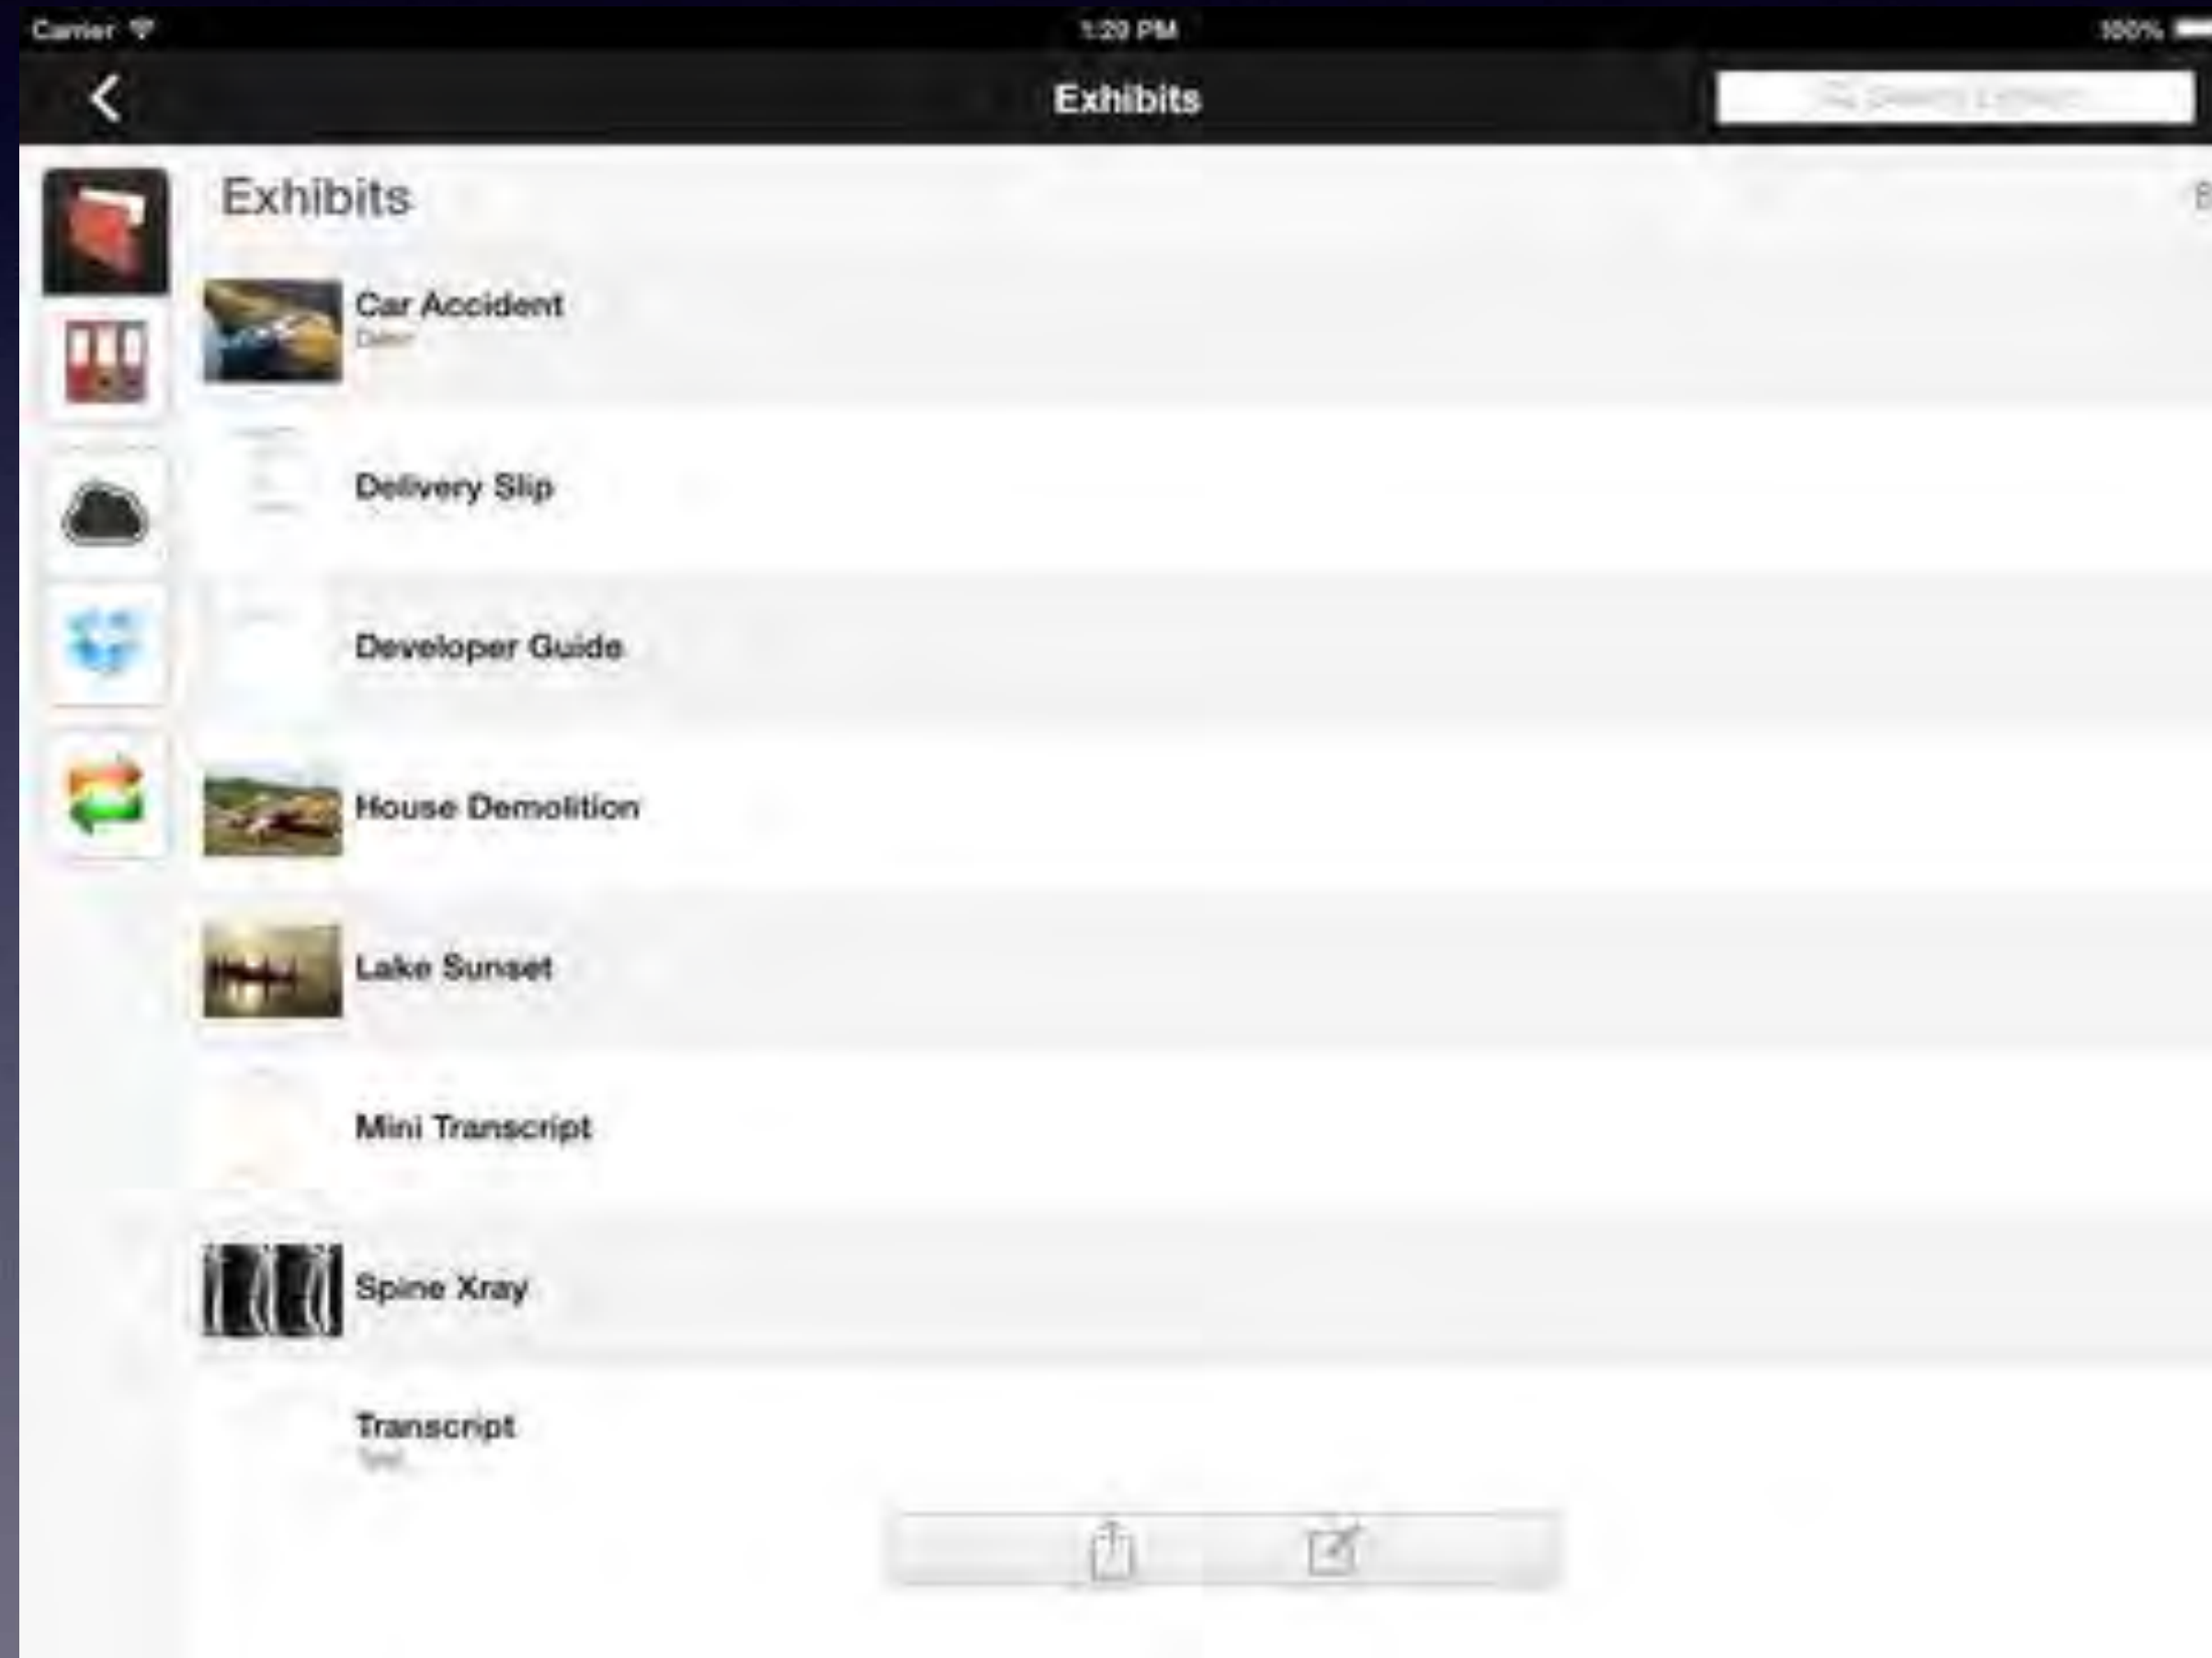 Carrier
1:20 PM
100%
Exhibits
Exhibits
Car Accident
Delivery Slip
Developer Guide
House Demolition
Lake Sunset
Mini Transcript
Spine Xray
Transcript